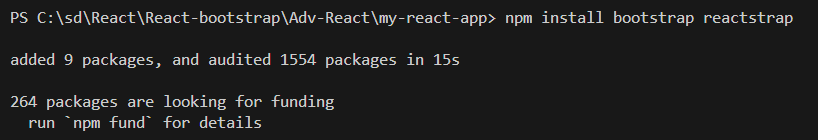 PS C:\sd\React\React-bootstrap\Adv-React\my-react-app> npm install bootstrap reactstrap
added 9 packages, and audited 1554 packages in 15s
264 packages are looking for funding
  run `npm fund` for details